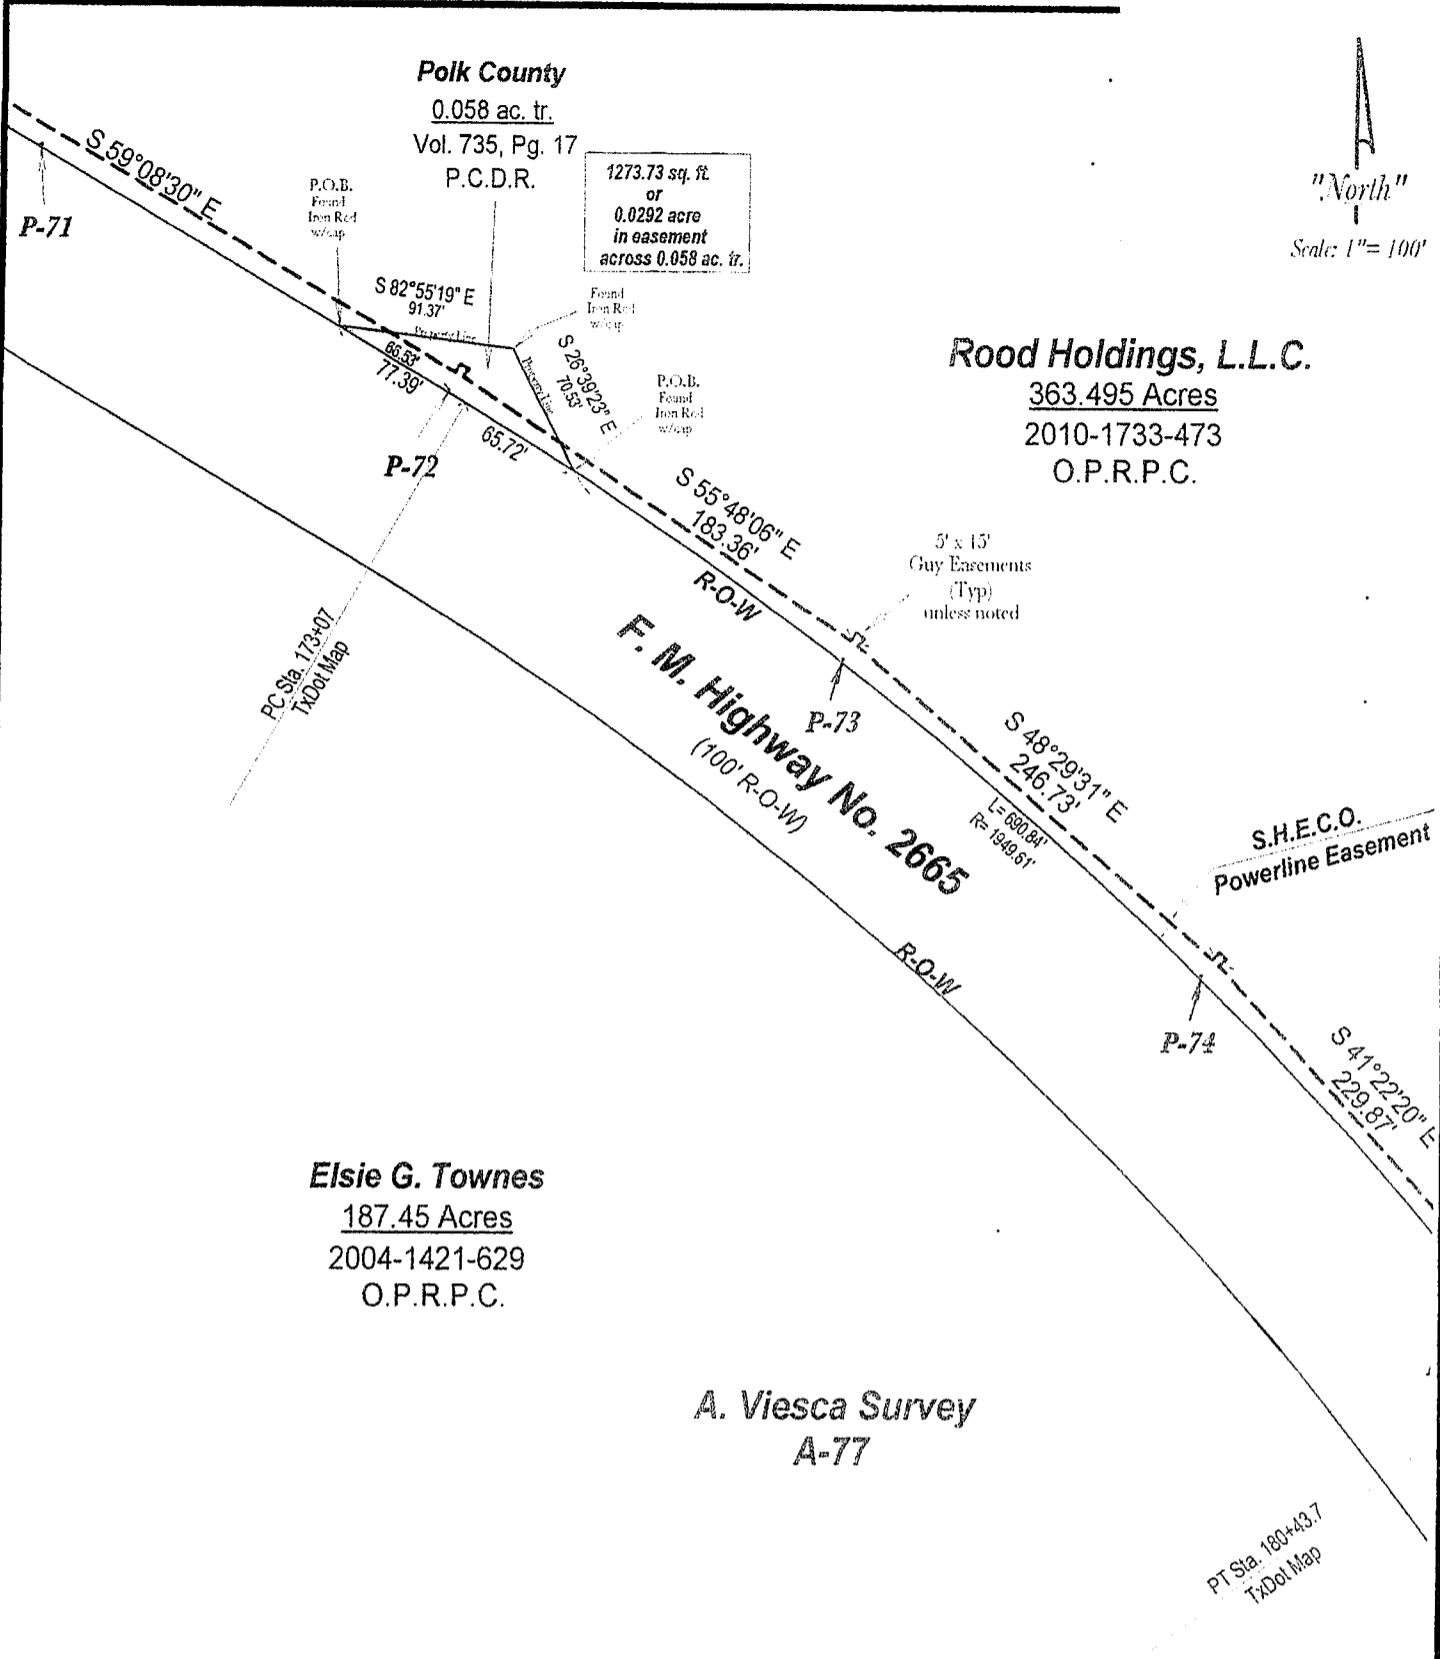 Polk County
0.058 ac. tr.
Vol. 735, Pg. 17
P.C.D.R.
1273.73 sq. ft.
or
0.0292 acre
in easement
across 0.058 ac. tr.
"North"
Scale: 1"= 100'
S 59°08'30" E
P-71
P.O.B.
Found
Iron Rod
w/cap
S 82°55'19" E
91.37'
Property Line
Found
Iron Rod
w/cap
66.53'
77.39'
S 26°39'23" E
70.53'
Property Line
P.O.B.
Found
Iron Rod
w/cap
65.72'
P-72
Rood Holdings, L.L.C.
363.495 Acres
2010-1733-473
O.P.R.P.C.
S 55°48'06" E
183.36'
R-O-W
5' x 15'
Guy Easements
(Typ)
unless noted
PC Sta. 173+07
TxDot Map
F. M. Highway No. 2665
(100' R-O-W)
P-73
S 48°29'31" E
246.73'
L= 690.84'
R= 1949.61'
S.H.E.C.O.
Powerline Easement
R-O-W
P-74
S 41°22'20" E
229.87'
Elsie G. Townes
187.45 Acres
2004-1421-629
O.P.R.P.C.
A. Viesca Survey
A-77
PT Sta. 180+43.7
TxDot Map